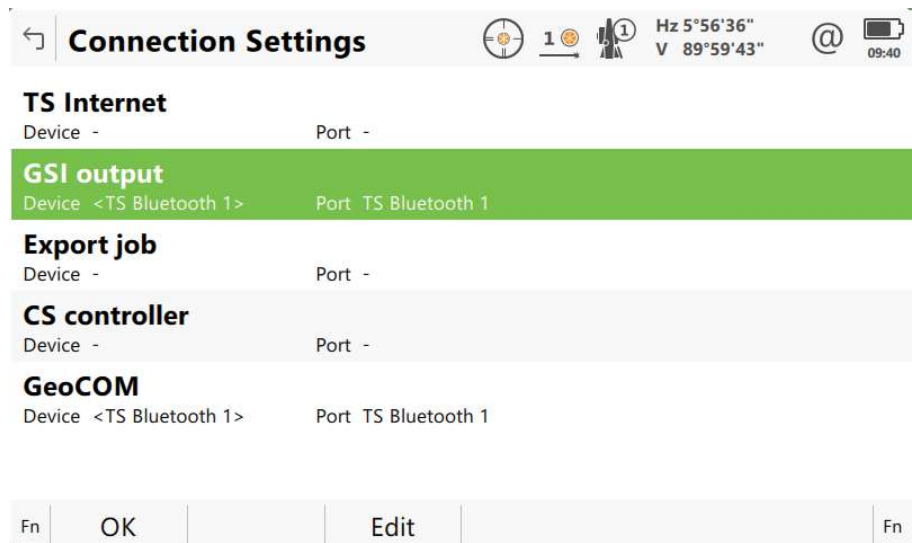 Connection Settings
1
1
Hz 5°56'36"
V 89°59'43"
@
09:40
TS Internet
Device - Port -
GSI output
Device <TS Bluetooth 1> Port TS Bluetooth 1
Export job
Device - Port -
CS controller
Device - Port -
GeoCOM
Device <TS Bluetooth 1> Port TS Bluetooth 1
Fn OK Edit Fn